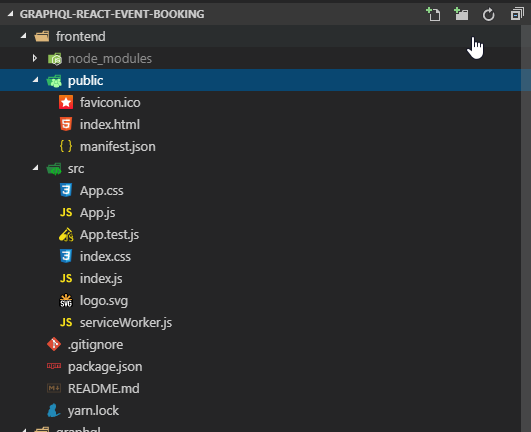 GRAPHQL-REACT-EVENT-BOOKING
frontend
node_modules
public
favicon.ico
index.html
manifest.json
src
App.css
JS App.js
App.test.js
index.css
JS index.js
SVG logo.svg
JS serviceWorker.js
.gitignore
package.json
README.md
yarn.lock
graphql